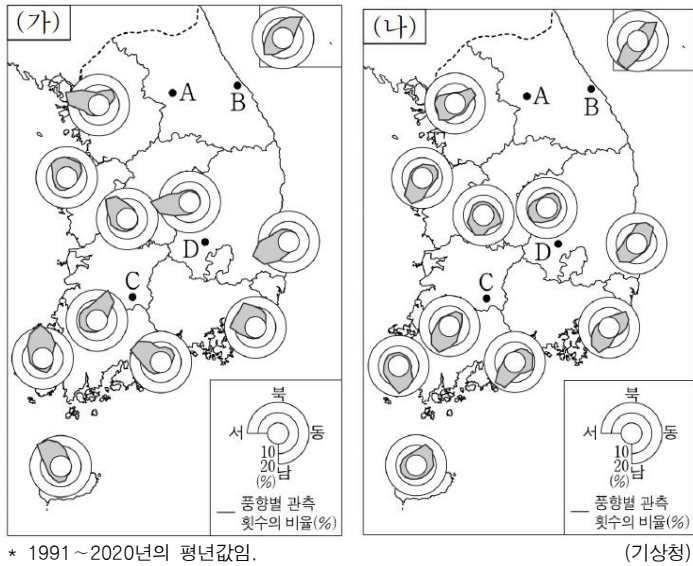 (가)
A
B
D
C
북
서
동
10
20
남
(%)
풍향별 관측
횟수의 비율(%)
(나)
A
B
D
C
북
서
동
10
20
남
(%)
풍향별 관측
횟수의 비율(%)
* 1991~2020년의 평년값임.
(기상청)